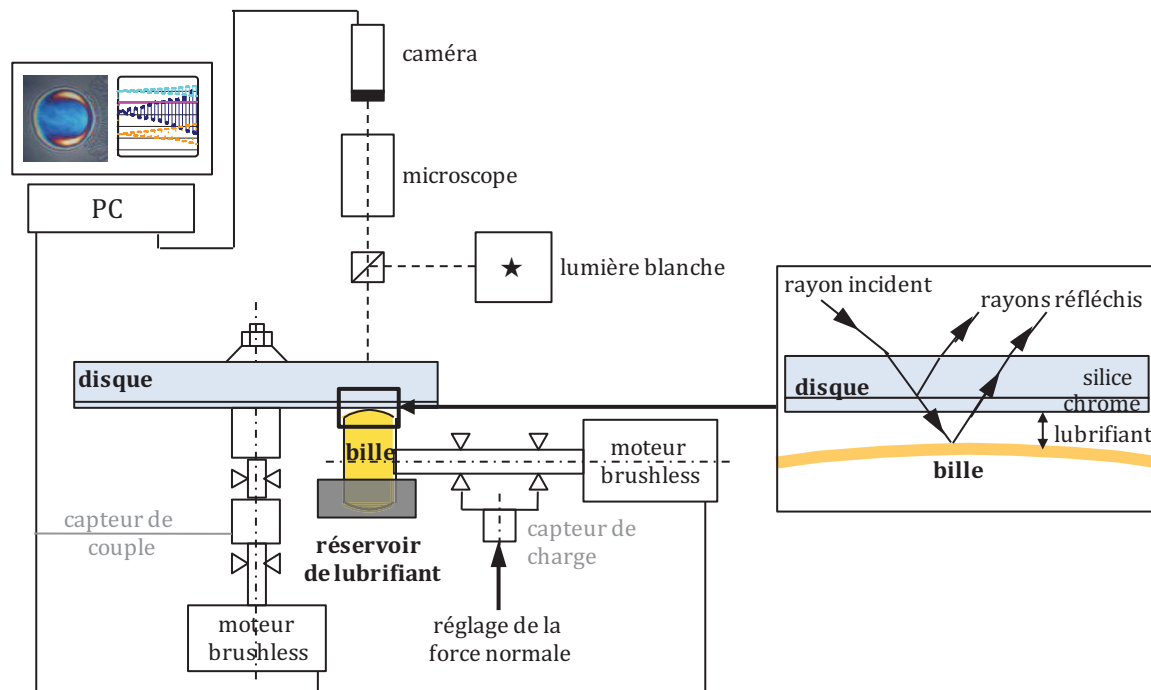 caméra
microscope
PC
lumière blanche
rayon incident
rayons réfléchis
disque
disque
silice
chrome
lubrifiant
bille
bille
moteur
brushless
capteur de
couple
réservoir
de lubrifiant
capteur de
charge
moteur
brushless
réglage de la
force normale